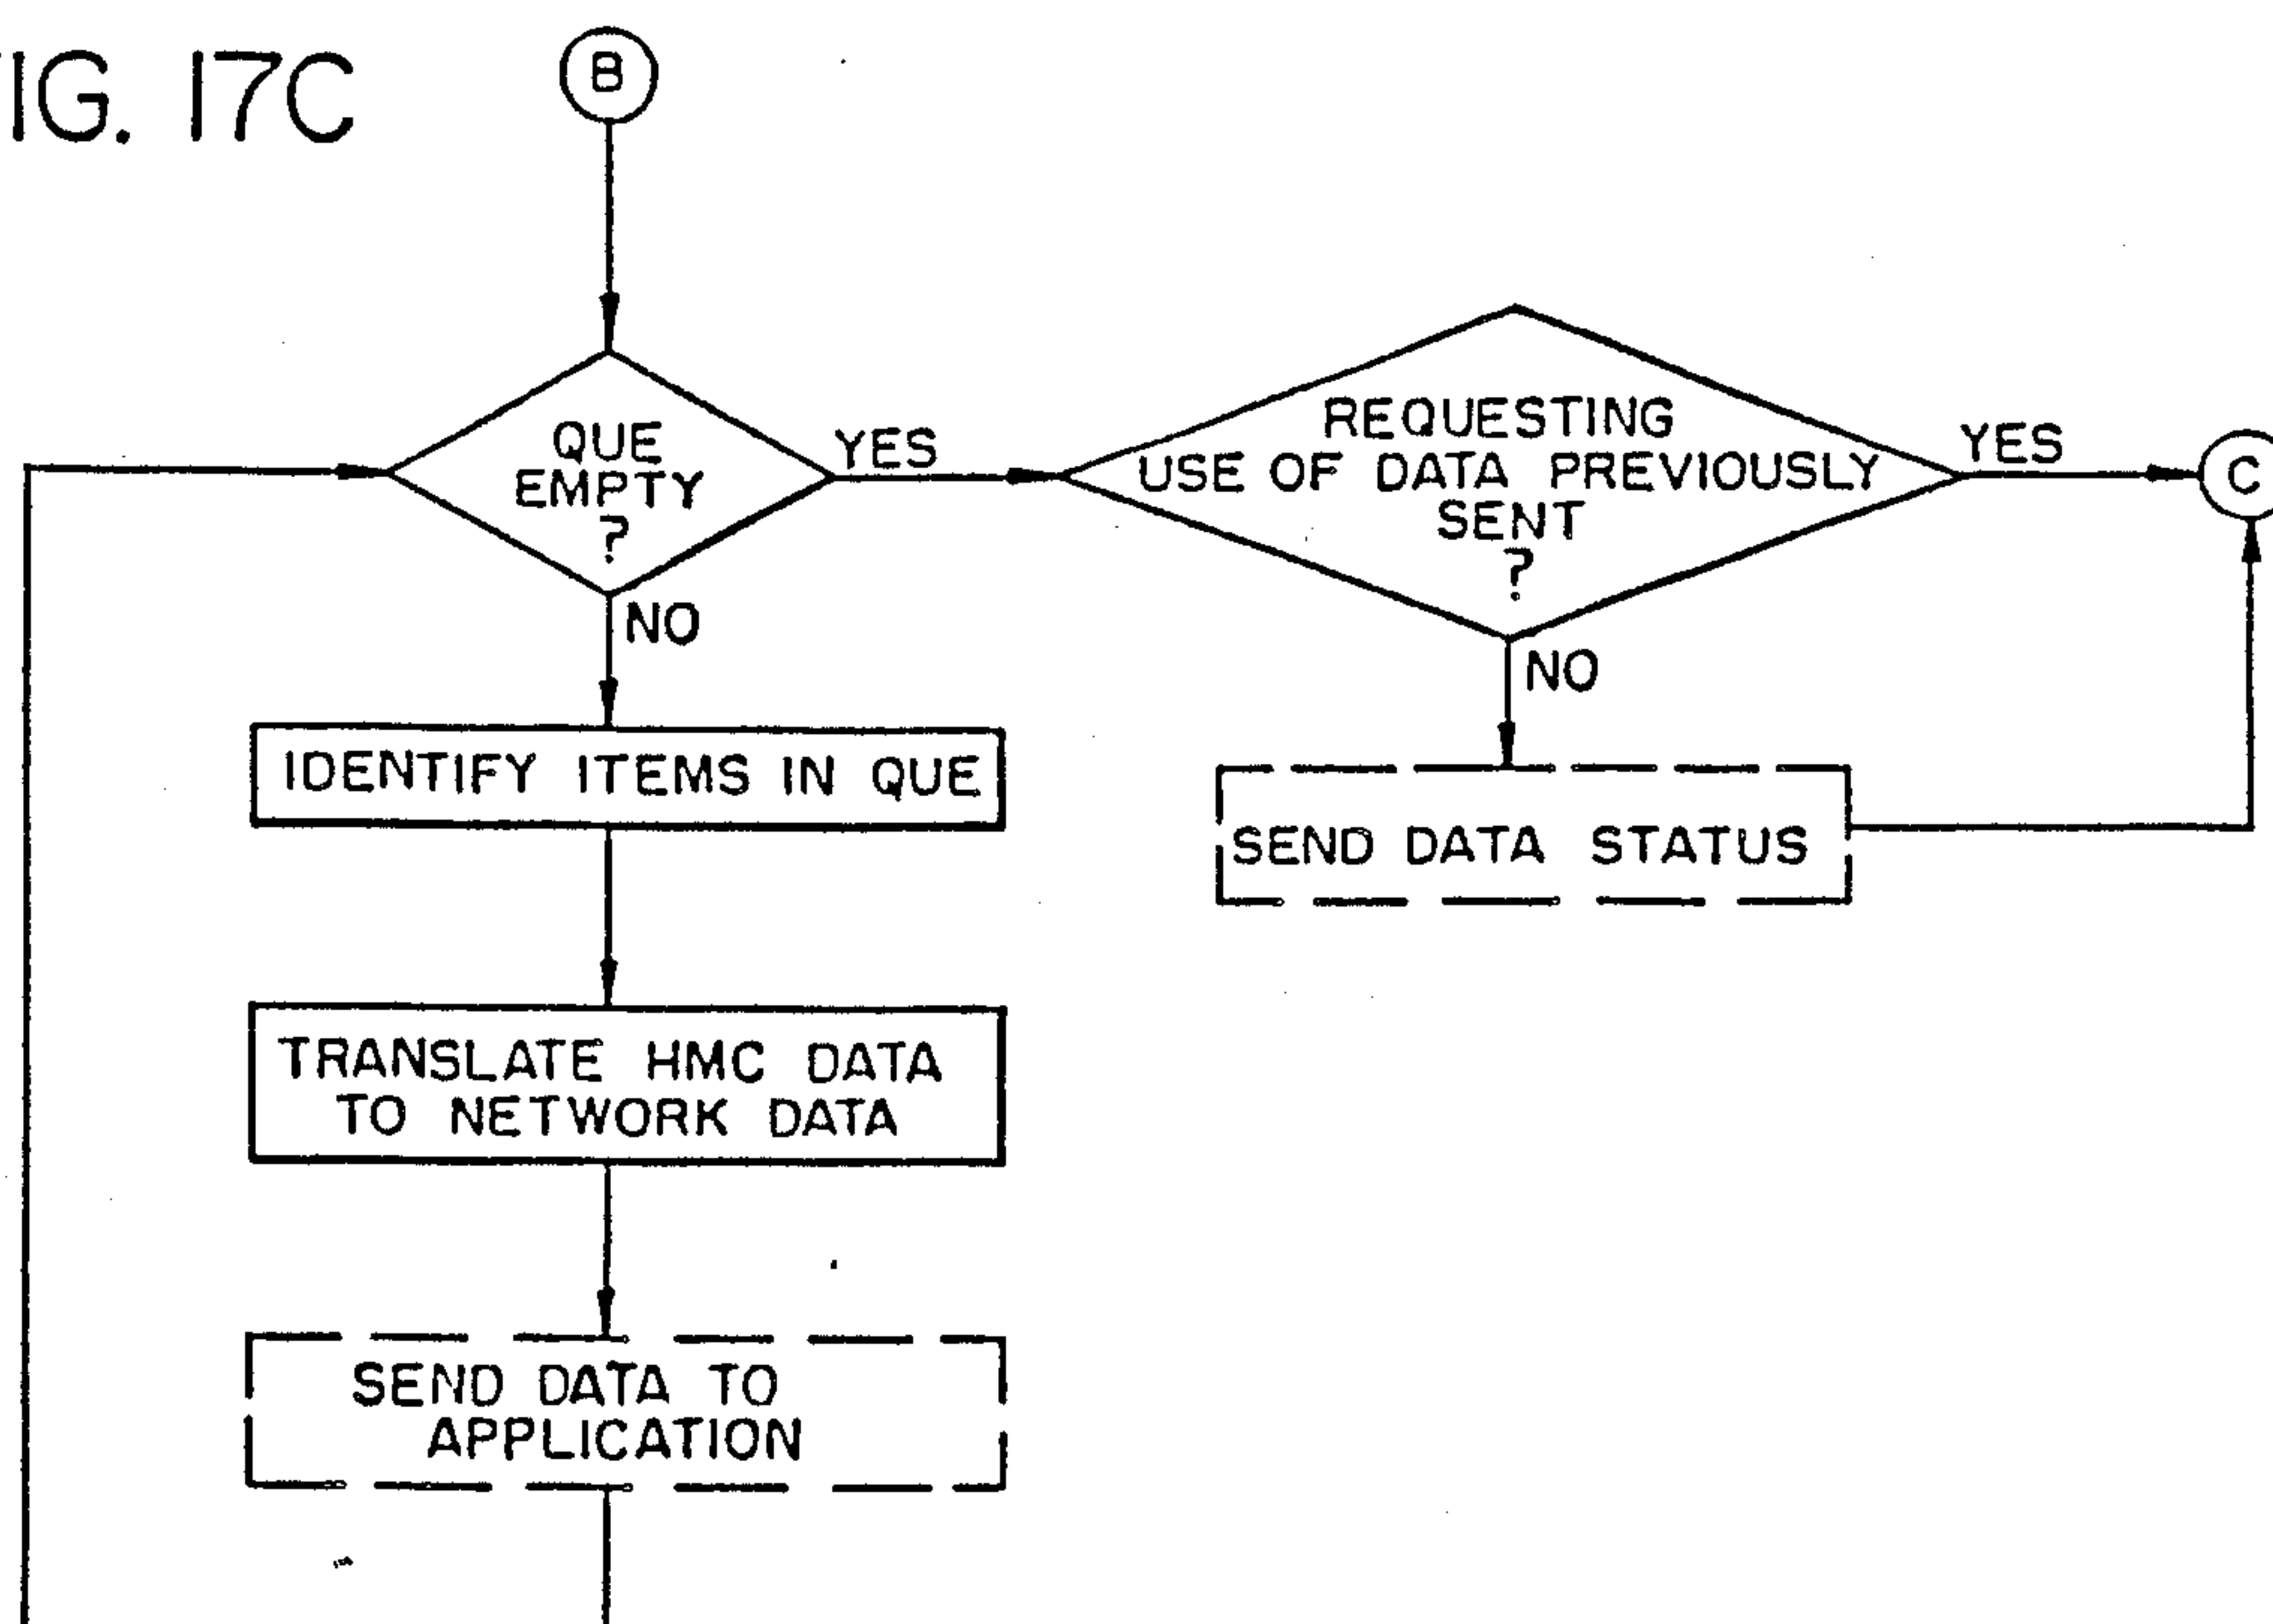 FIG. 17C
B
QUE
EMPTY
?
YES
REQUESTING
USE OF DATA PREVIOUSLY
SENT
?
YES
C
NO
NO
IDENTIFY ITEMS IN QUE
SEND DATA STATUS
TRANSLATE HMC DATA
TO NETWORK DATA
SEND DATA TO
APPLICATION